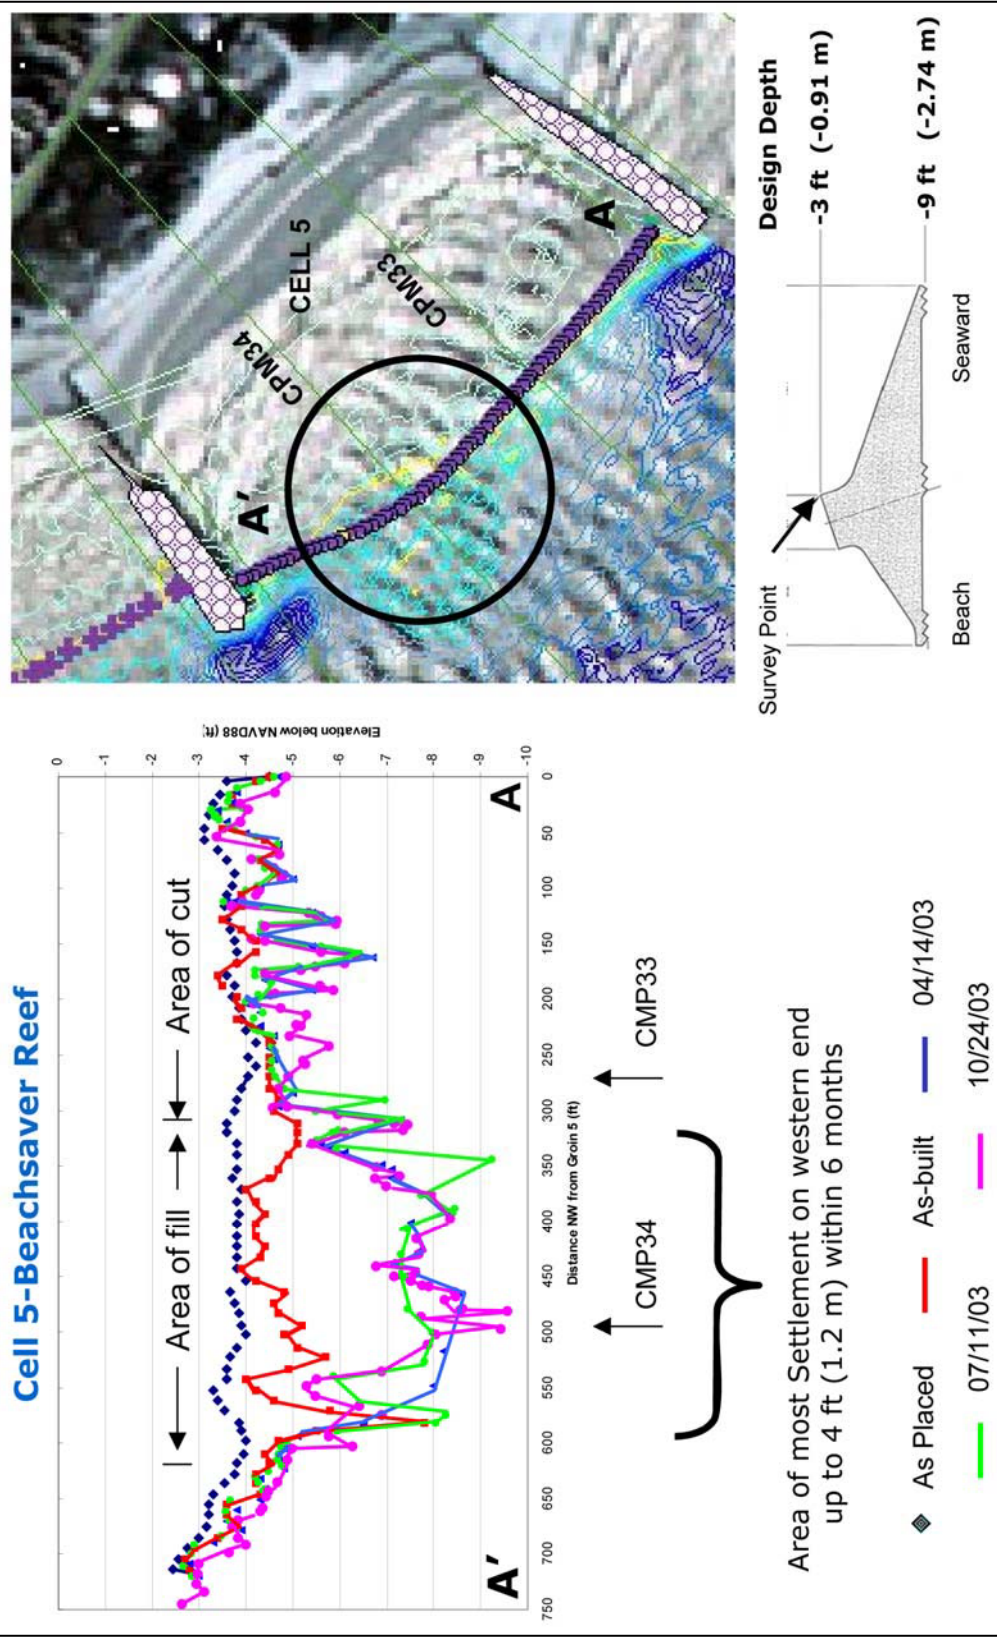 Cell 5-Beachsaver Reef
Area of fill
Area of cut
0
-1
-2
-3
-4
-5
-6
-7
-8
-9
-10
Elevation below NAVD88 (ft)
A'
A
750
700
650
600
550
500
450
400
350
300
250
200
150
100
50
0
Distance NW from Groin 5 (ft)
CMP34
CMP33
Area of most Settlement on western end
up to 4 ft (1.2 m) within 6 months
As Placed
As-built
04/14/03
07/11/03
10/24/03
A'
CPM34
CELL 5
CPM33
A
Survey Point
Design Depth
-3 ft (-0.91 m)
-9 ft (-2.74 m)
Beach
Seaward